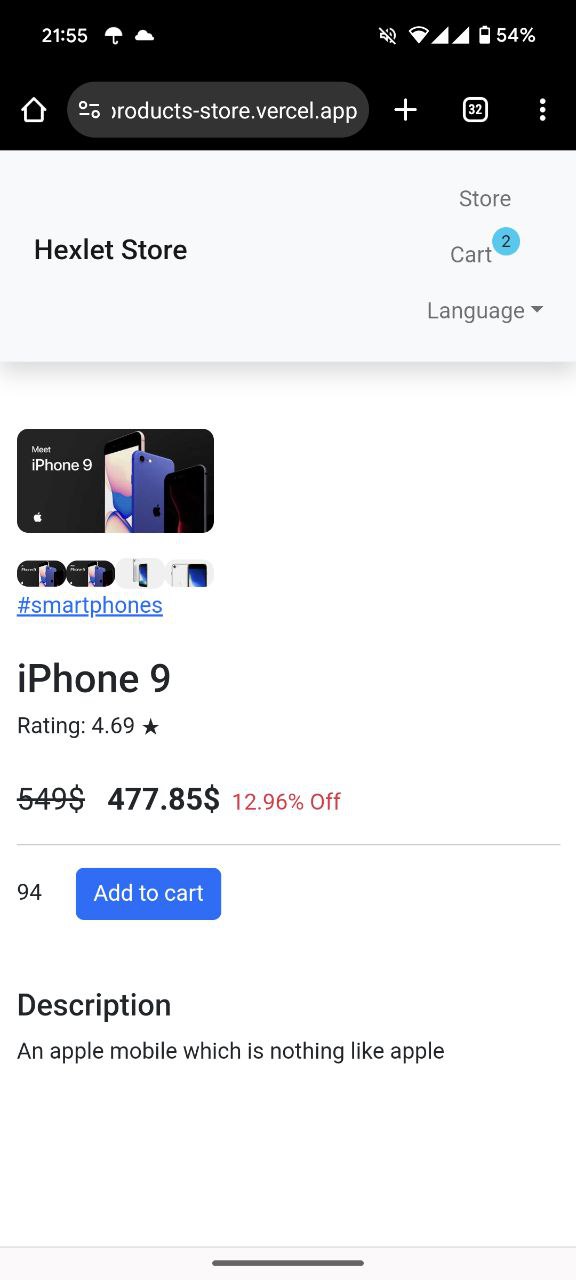 21:55 54%
products-store.vercel.app 32
Store
Hexlet Store
Cart 2
Language
Meet
iPhone 9
#smartphones
iPhone 9
Rating: 4.69 ★
549$ 477.85$ 12.96% Off
94 Add to cart
Description
An apple mobile which is nothing like apple